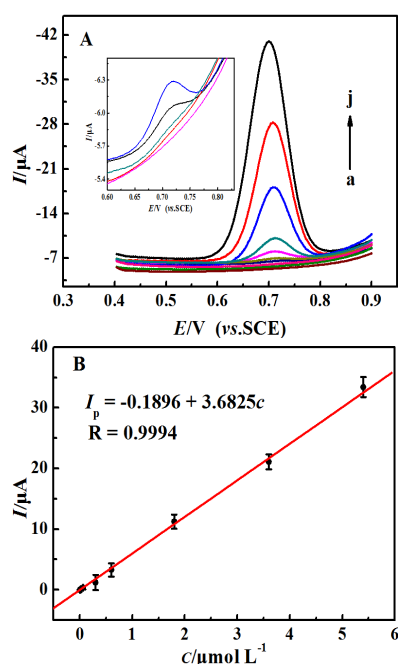 A
-42
-35
-28
-21
-14
-7
I/μA
j
a
-6.3
-6.0
-5.7
-5.4
I/μA
0.60 0.65 0.70 0.75 0.80
E/V (vs.SCE)
0.3 0.4 0.5 0.6 0.7 0.8 0.9
E/V (vs.SCE)
B
40
30
20
10
0
I/μA
Ip = -0.1896 + 3.6825c
R = 0.9994
0 1 2 3 4 5 6
C/μmol L-1